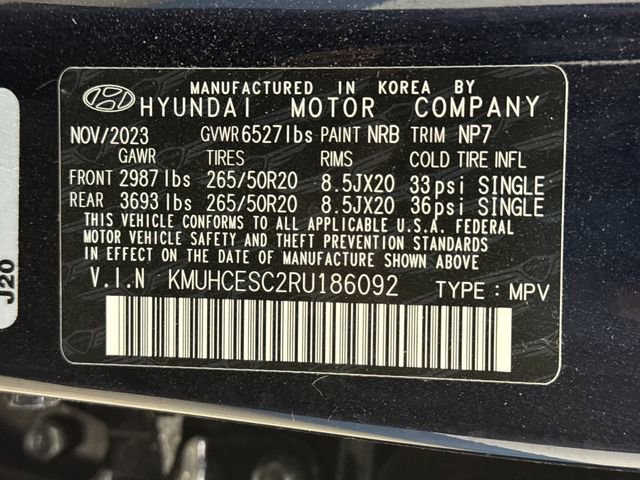 MANUFACTURED IN KOREA BY
HYUNDAI MOTOR COMPANY
NOV/2023 GVWR 6527lbs PAINT NRB TRIM NP7
GAWR TIRES RIMS COLD TIRE INFL
FRONT 2987 lbs 265/50R20 8.5JX20 33psi SINGLE
REAR 3693 lbs 265/50R20 8.5JX20 36psi SINGLE
THIS VEHICLE CONFORMS TO ALL APPLICABLE U.S.A. FEDERAL
MOTOR VEHICLE SAFETY AND THEFT PREVENTION STANDARDS
IN EFFECT ON THE DATE OF MANUFACTURE SHOWN ABOVE
V.I.N KMUHCESC2RU186092 TYPE : MPV
J20